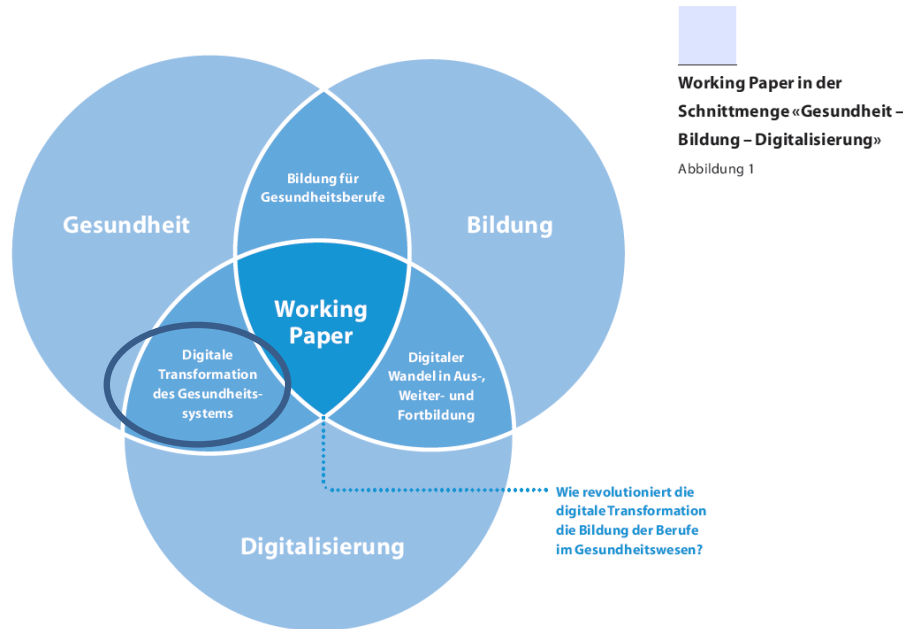 Working Paper in der
Schnittmenge «Gesundheit –
Bildung – Digitalisierung»
Abbildung 1
Bildung für
Gesundheitsberufe
Gesundheit
Bildung
Working
Paper
Digitale
Transformation
des Gesundheits-
systems
Digitaler
Wandel in Aus-,
Weiter- und
Fortbildung
Wie revolutioniert die
digitale Transformation
die Bildung der Berufe
im Gesundheitswesen?
Digitalisierung